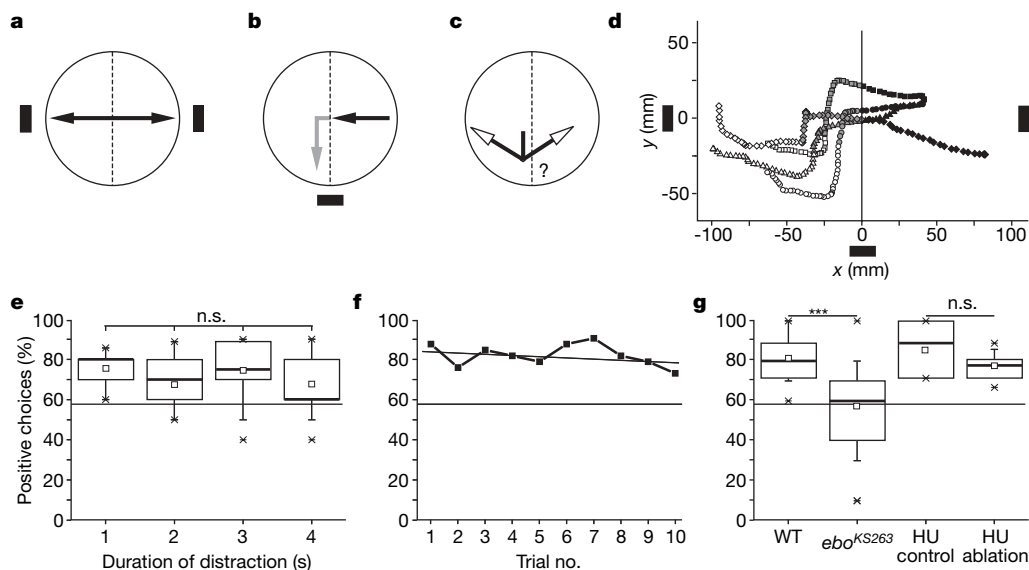 a
b
c
?
d
50
0
-50
y (mm)
-100 -50 0 50 100
x (mm)
e
n.s.
100
80
60
40
20
0
Positive choices (%)
1 2 3 4
Duration of distraction (s)
f
100
80
60
40
20
0
1 2 3 4 5 6 7 8 9 10
Trial no.
g
*** n.s.
100
80
60
40
20
0
WT ebo^KS263 HU control HU ablation